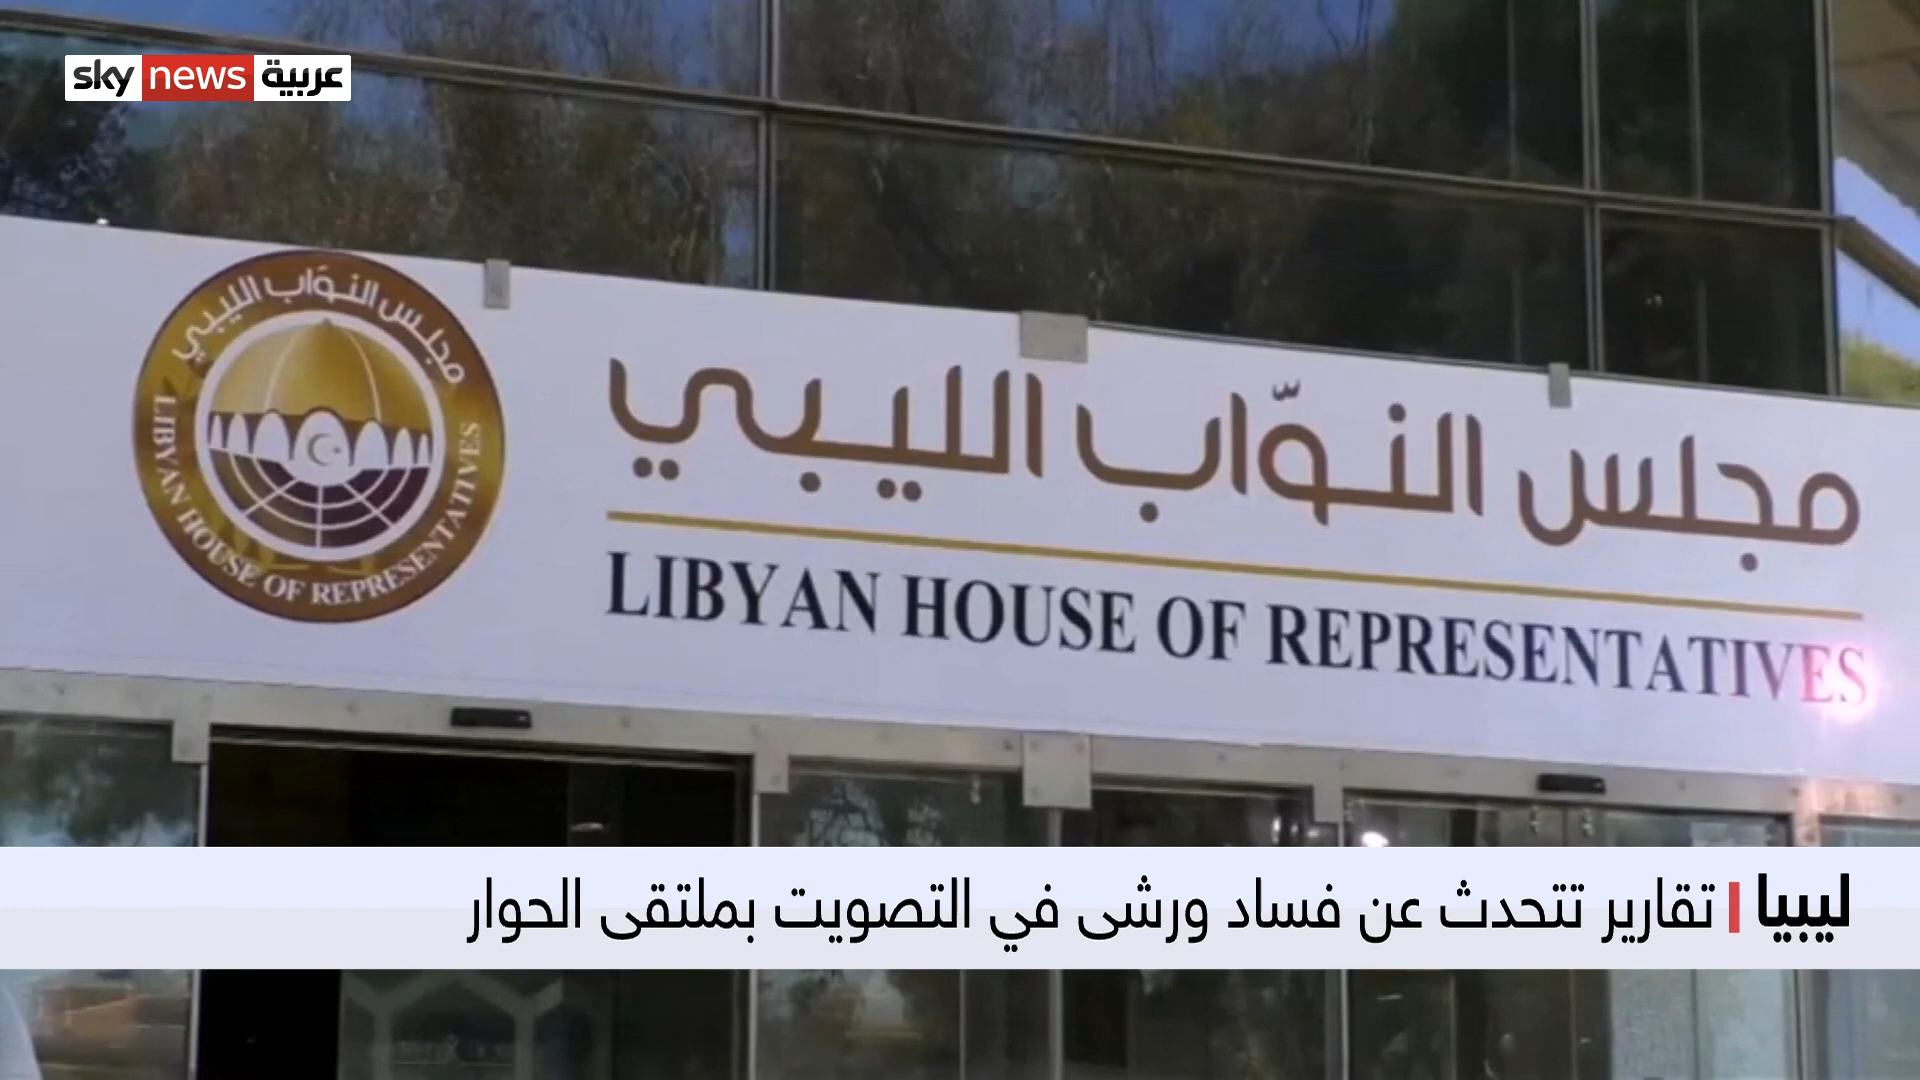 sky news عربية
مجلس النوّاب الليبي
LIBYAN HOUSE OF REPRESENTATIVES
مجلس النوّاب الليبي
LIBYAN HOUSE OF REPRESENTATIVES
ليبيا | تقارير تتحدث عن فساد ورشى في التصويت بملتقى الحوار